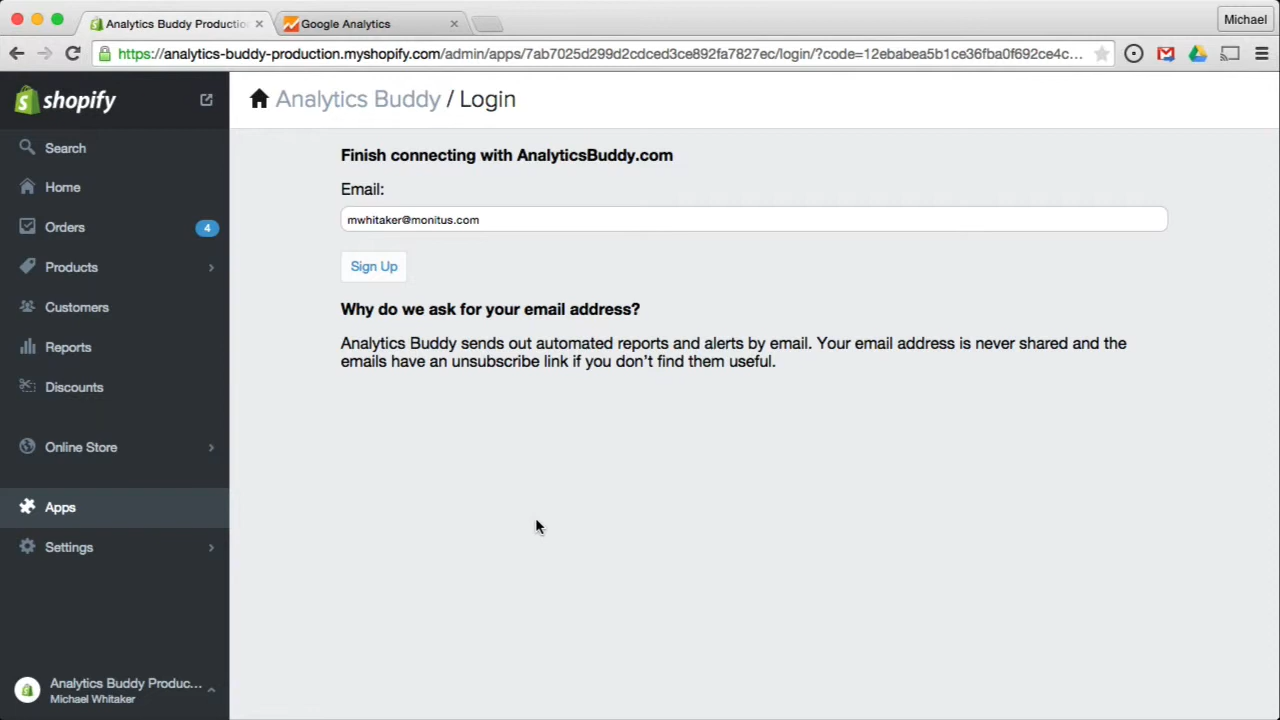 Analytics Buddy Productio
Google Analytics
Michael
https://analytics-buddy-production.myshopify.com/admin/apps/7ab7025d299d2cdced3ce892fa7827ec/login/?code=12ebabea5b1ce36fba0f692ce4c...
shopify
Analytics Buddy / Login
Search
Home
Orders 4
Products
Customers
Reports
Discounts
Online Store
Apps
Settings
Analytics Buddy Produc...
Michael Whitaker
Finish connecting with AnalyticsBuddy.com
Email:
mwhitaker@monitus.com
Sign Up
Why do we ask for your email address?
Analytics Buddy sends out automated reports and alerts by email. Your email address is never shared and the
emails have an unsubscribe link if you don't find them useful.